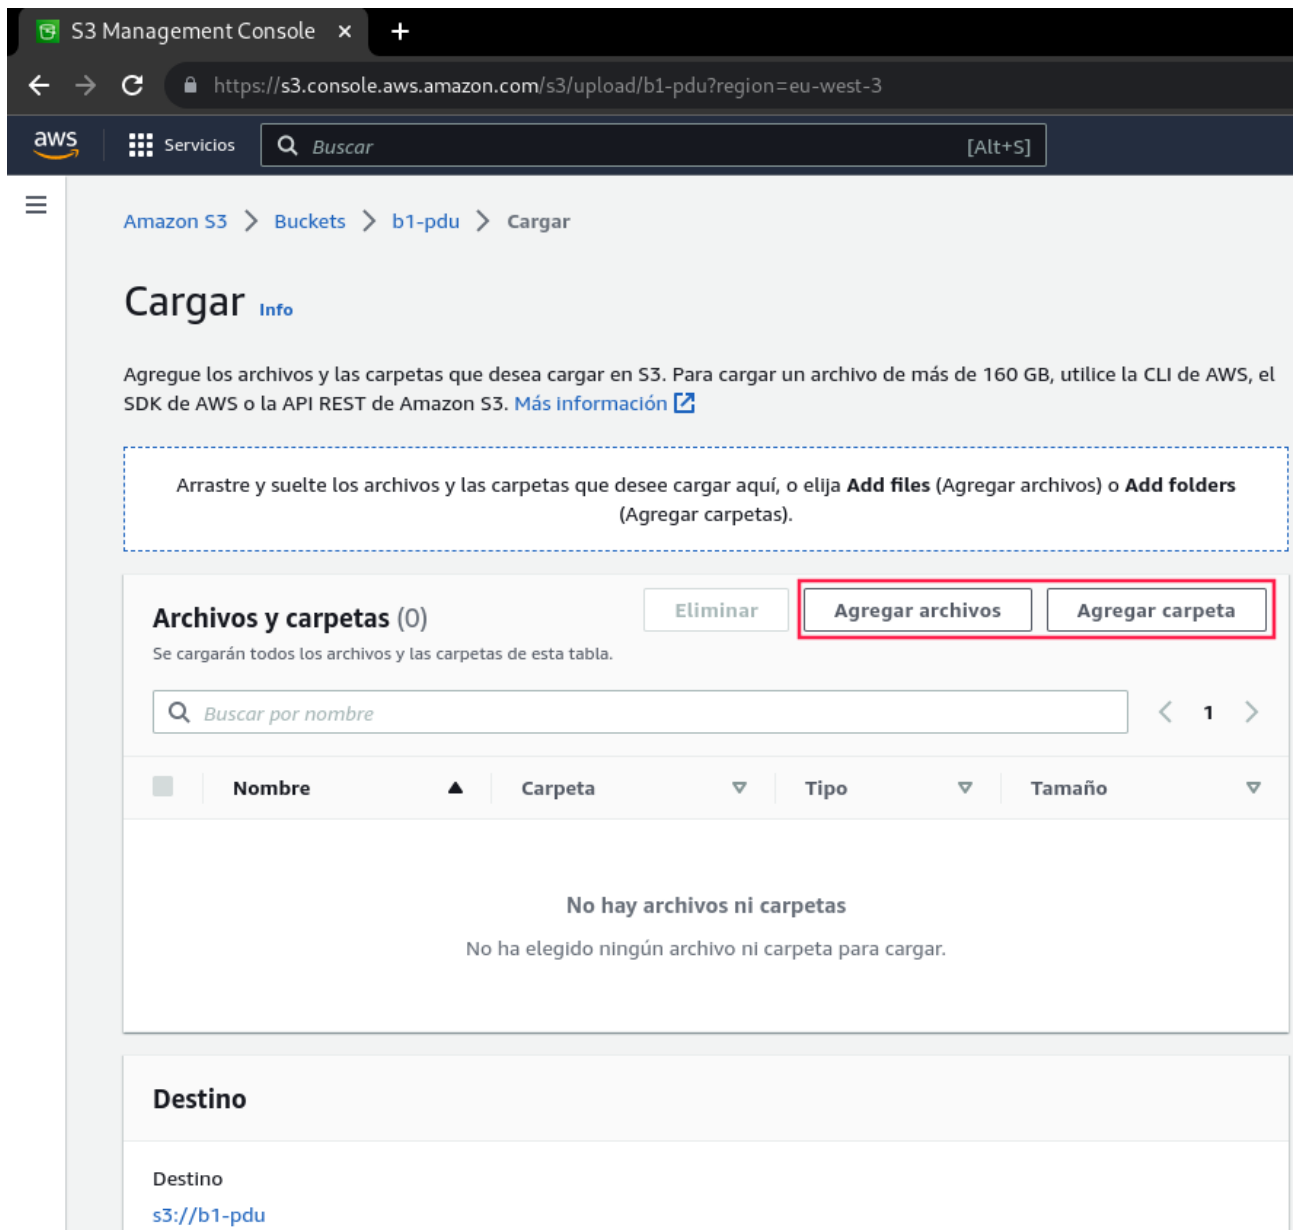 S3 Management Console × +
https://s3.console.aws.amazon.com/s3/upload/b1-pdu?region=eu-west-3
aws Servicios Buscar [Alt+S]
Amazon S3 > Buckets > b1-pdu > Cargar
Cargar Info
Agregue los archivos y las carpetas que desea cargar en S3. Para cargar un archivo de más de 160 GB, utilice la CLI de AWS, el
SDK de AWS o la API REST de Amazon S3. Más información
Arrastre y suelte los archivos y las carpetas que desee cargar aquí, o elija Add files (Agregar archivos) o Add folders
(Agregar carpetas).
Archivos y carpetas (0) Eliminar Agregar archivos Agregar carpeta
Se cargarán todos los archivos y las carpetas de esta tabla.
Buscar por nombre < 1 >
Nombre Carpeta Tipo Tamaño
No hay archivos ni carpetas
No ha elegido ningún archivo ni carpeta para cargar.
Destino
Destino
s3://b1-pdu